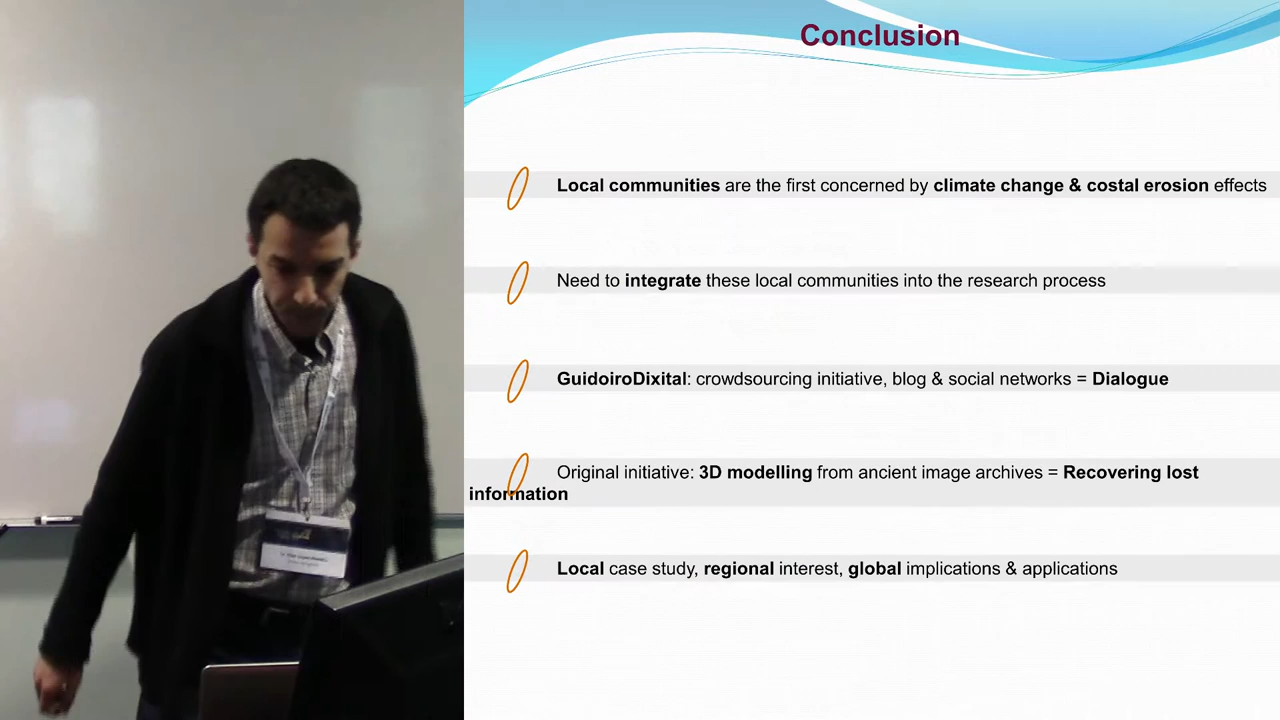 Conclusion
Local communities are the first concerned by climate change & costal erosion effects
Need to integrate these local communities into the research process
GuidoiroDixital: crowdsourcing initiative, blog & social networks = Dialogue
Original initiative: 3D modelling from ancient image archives = Recovering lost
information
Local case study, regional interest, global implications & applications